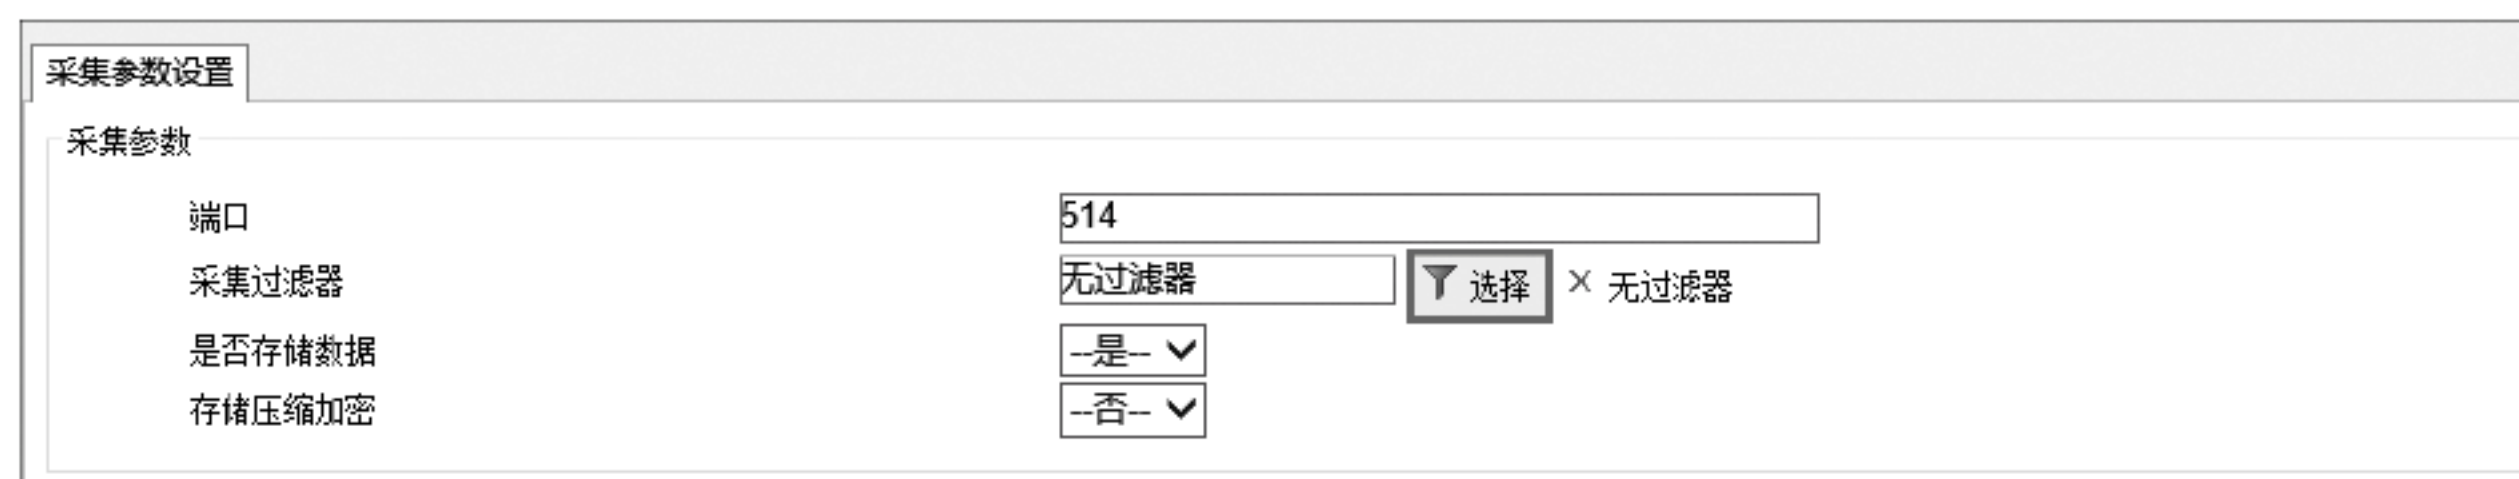 采集参数设置
采集参数
端口 514
采集过滤器 无过滤器 选择 × 无过滤器
是否存储数据 --是--
存储压缩加密 --否--